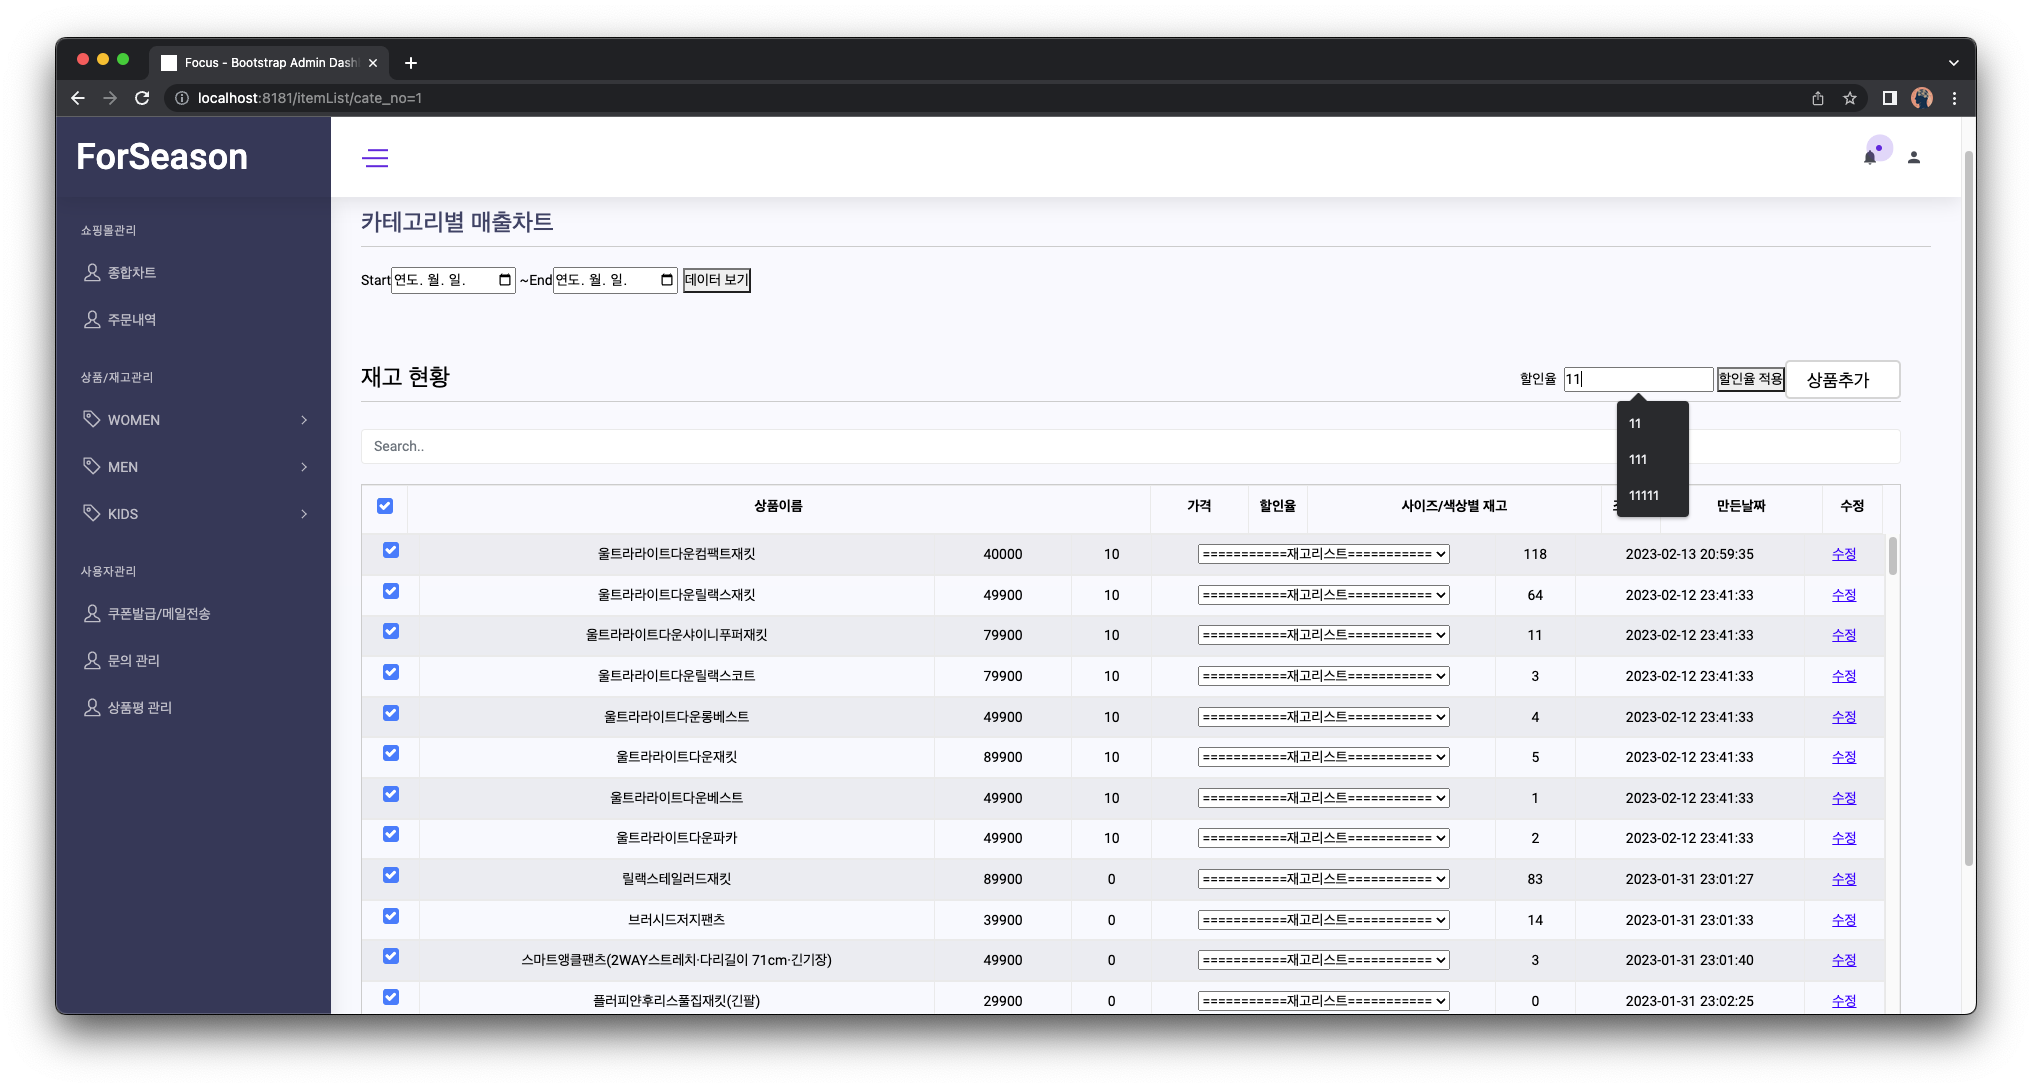 Focus - Bootstrap Admin Dash
localhost:8181/itemList/cate_no=1
ForSeason
쇼핑몰관리
종합차트
주문내역
상품/재고관리
WOMEN
MEN
KIDS
사용자관리
쿠폰발급/메일전송
문의 관리
상품평 관리
카테고리별 매출차트
Start 연도. 월. 일. ~End 연도. 월. 일. 데이터 보기
재고 현황
할인율 11 할인율 적용 상품추가
11
111
11111
Search..
상품이름 가격 할인율 사이즈/색상별 재고 만든날짜 수정
울트라라이트다운컴팩트재킷 40000 10 ===========재고리스트=========== 118 2023-02-13 20:59:35 수정
울트라라이트다운릴랙스재킷 49900 10 ===========재고리스트=========== 64 2023-02-12 23:41:33 수정
울트라라이트다운샤이니푸퍼재킷 79900 10 ===========재고리스트=========== 11 2023-02-12 23:41:33 수정
울트라라이트다운릴랙스코트 79900 10 ===========재고리스트=========== 3 2023-02-12 23:41:33 수정
울트라라이트다운롱베스트 49900 10 ===========재고리스트=========== 4 2023-02-12 23:41:33 수정
울트라라이트다운재킷 89900 10 ===========재고리스트=========== 5 2023-02-12 23:41:33 수정
울트라라이트다운베스트 49900 10 ===========재고리스트=========== 1 2023-02-12 23:41:33 수정
울트라라이트다운파카 49900 10 ===========재고리스트=========== 2 2023-02-12 23:41:33 수정
릴랙스테일러드재킷 89900 0 ===========재고리스트=========== 83 2023-01-31 23:01:27 수정
브러시드저지팬츠 39900 0 ===========재고리스트=========== 14 2023-01-31 23:01:33 수정
스마트앵클팬츠(2WAY스트레치·다리길이 71cm·긴기장) 49900 0 ===========재고리스트=========== 3 2023-01-31 23:01:40 수정
플러피얀후리스풀집재킷(긴팔) 29900 0 ===========재고리스트=========== 0 2023-01-31 23:02:25 수정